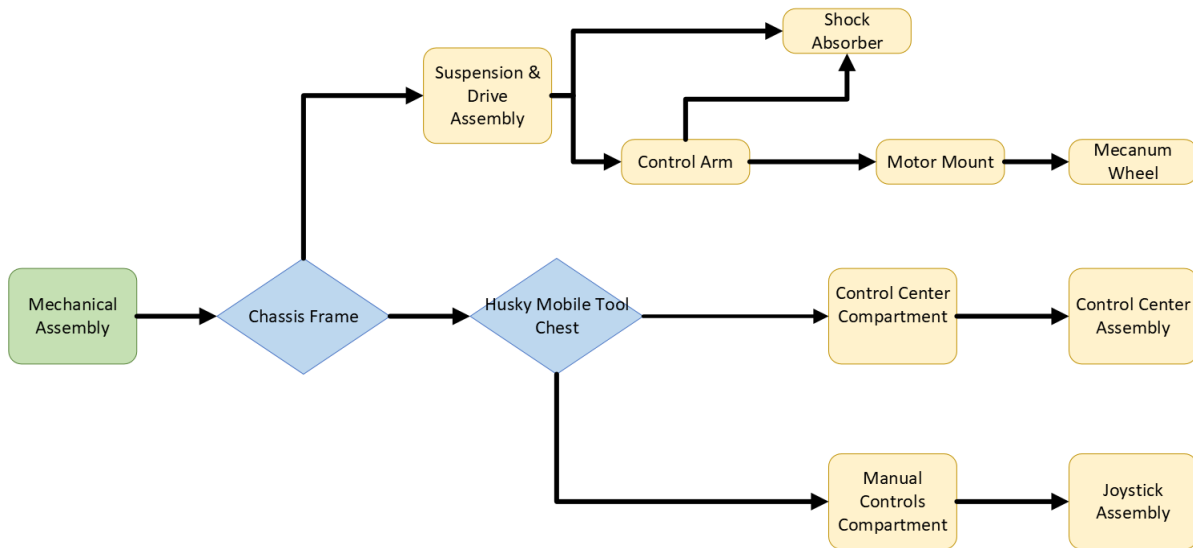 Shock
Absorber
Suspension &
Drive
Assembly
Control Arm
Motor Mount
Mecanum
Wheel
Mechanical
Assembly
Chassis Frame
Husky Mobile Tool
Chest
Control Center
Compartment
Control Center
Assembly
Manual
Controls
Compartment
Joystick
Assembly